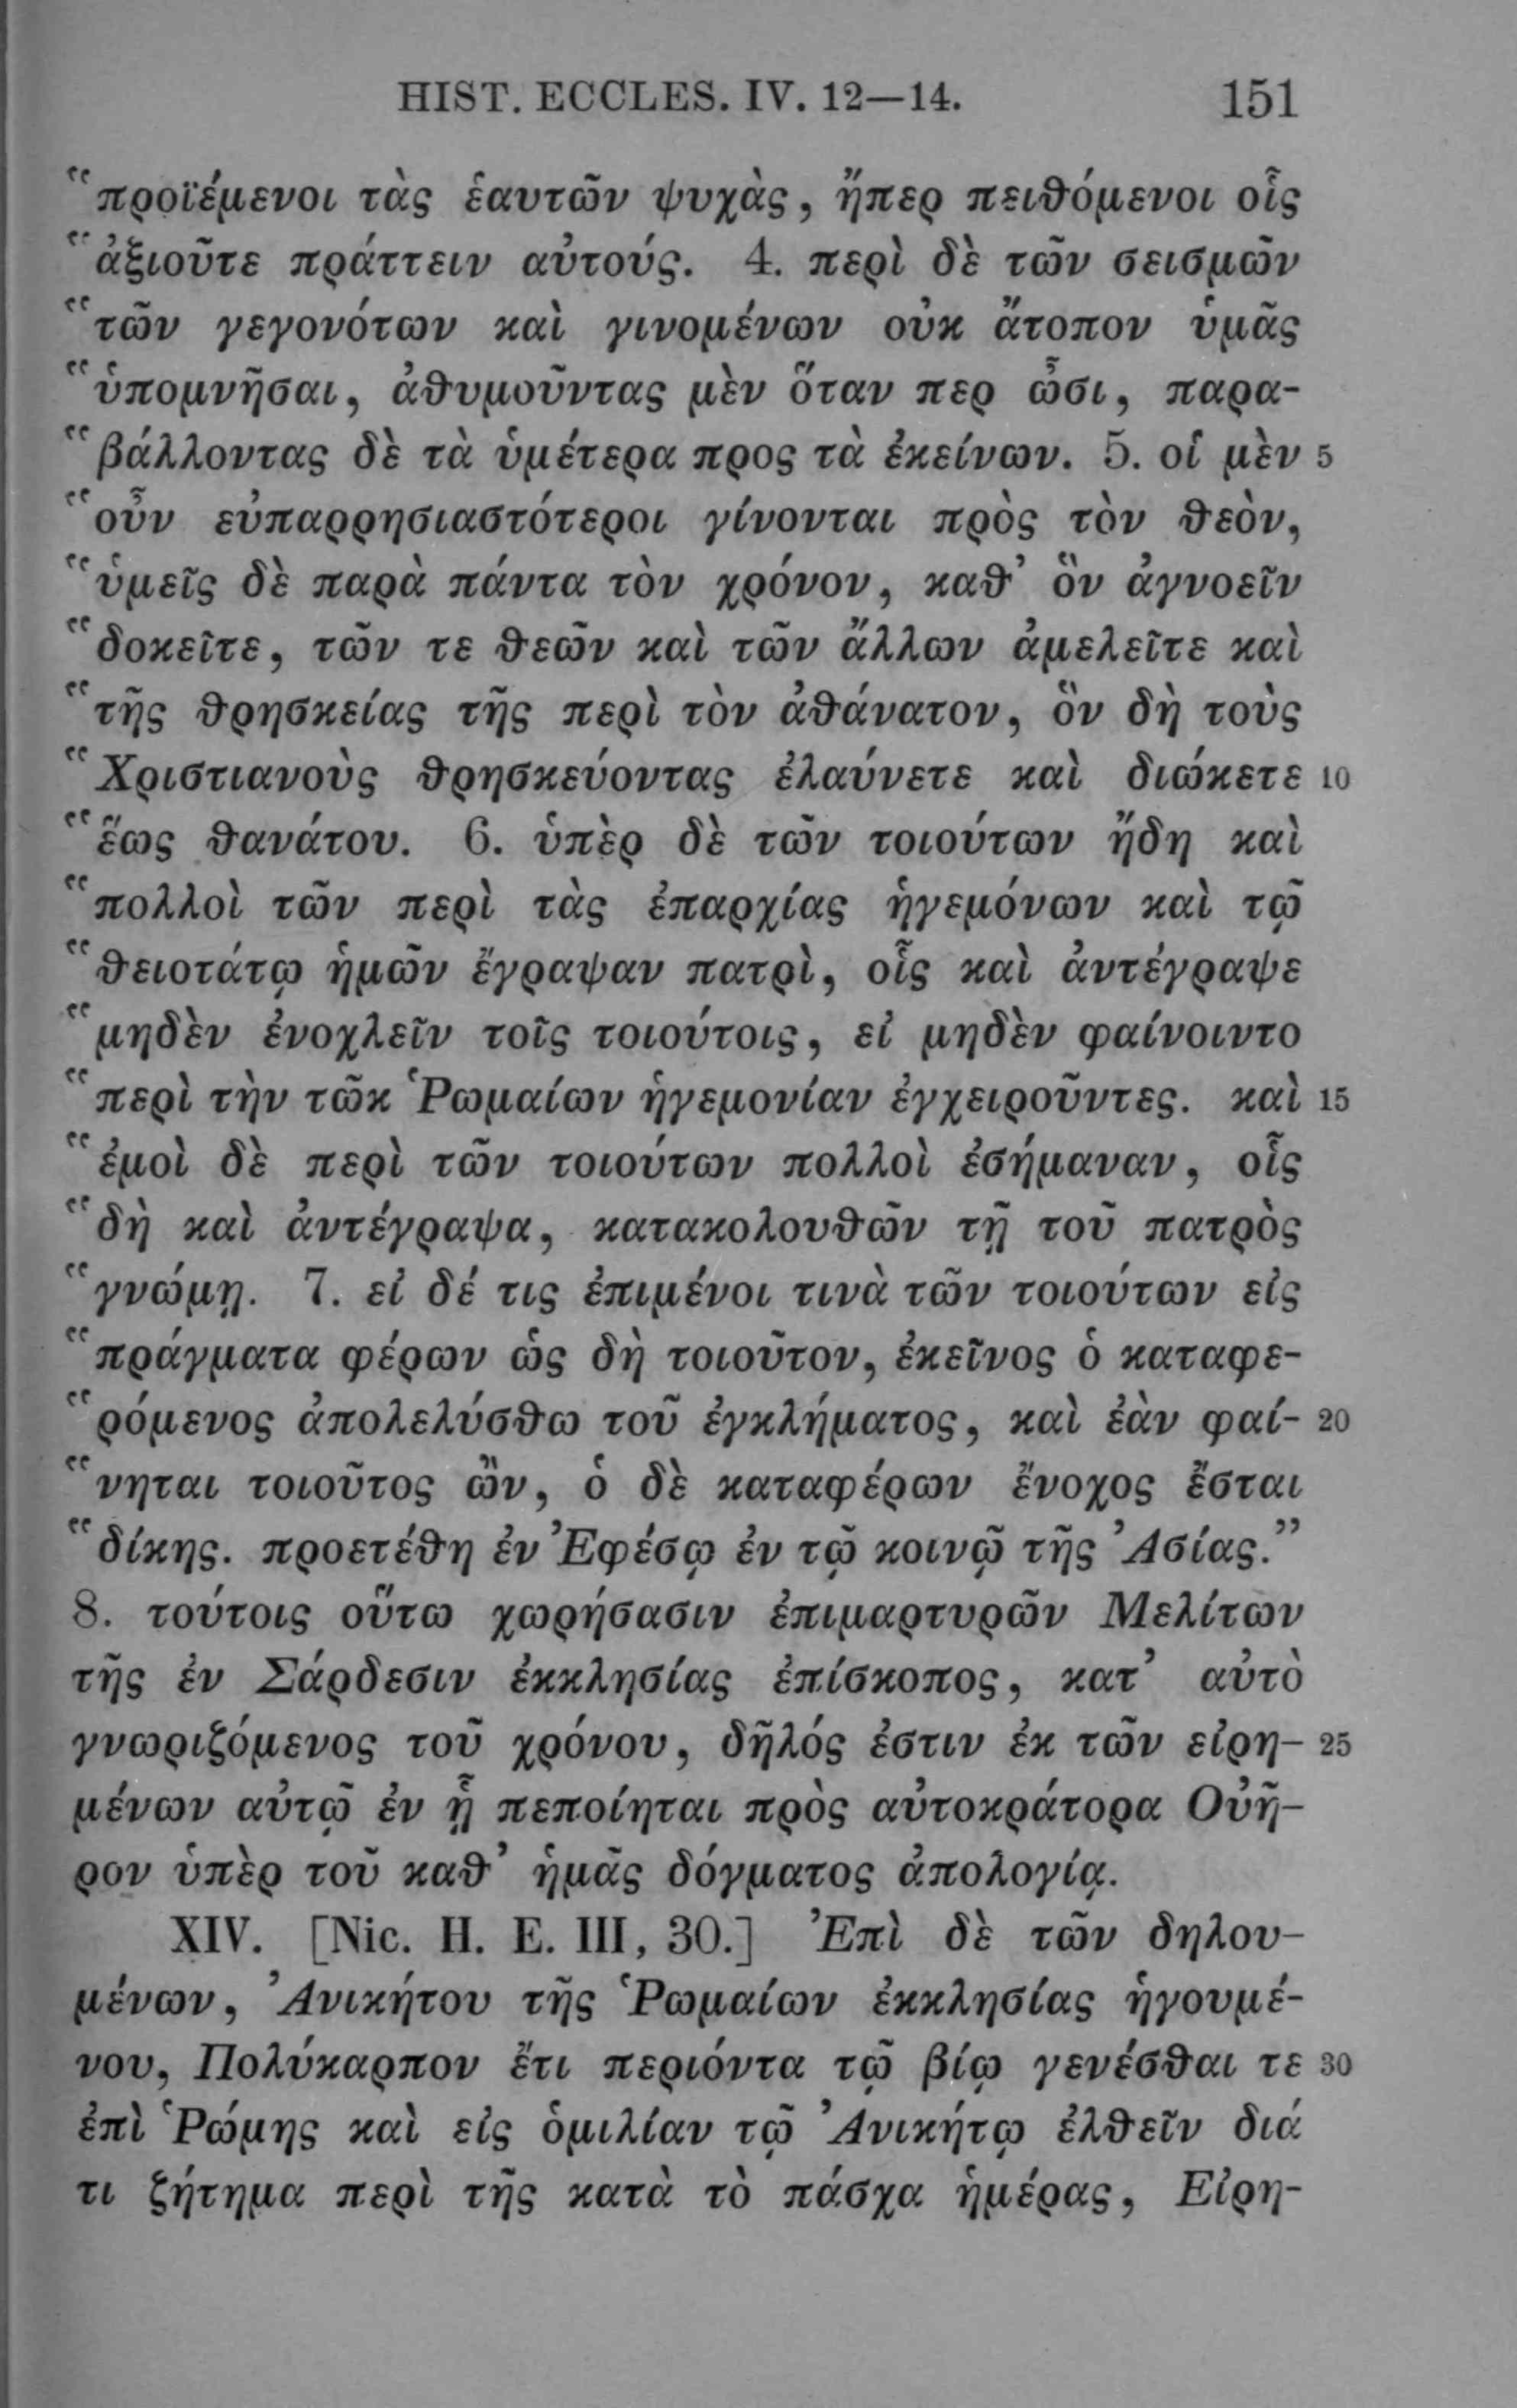 HIST. ECCLES. IV. 12—14. 151
“προϊέμενοι τὰς ἑαυτῶν ψυχὰς, ἤπερ πειθόμενοι οἷς
“ἀξιοῦτε πράττειν αὐτούς. 4. περὶ δὲ τῶν σεισμῶν
“τῶν γεγονότων καὶ γινομένων οὐκ ἄτοπον ὑμᾶς
“ὑπομνῆσαι, ἀθυμοῦντας μὲν ὅταν περ ὦσι, παρα-
“βάλλοντας δὲ τὰ ὑμέτερα προς τὰ ἐκείνων. 5. οἱ μὲν 5
“οὖν εὐπαρρησιαστότεροι γίνονται πρὸς τὸν θεὸν,
“ὑμεῖς δὲ παρὰ πάντα τὸν χρόνον, καθ’ ὃν ἀγνοεῖν
“δοκεῖτε, τῶν τε θεῶν καὶ τῶν ἄλλων ἀμελεῖτε καὶ
“τῆς θρησκείας τῆς περὶ τὸν ἀθάνατον, ὃν δὴ τοὺς
“Χριστιανοὺς θρησκεύοντας ἐλαύνετε καὶ διώκετε 10
“ἕως θανάτου. 6. ὑπὲρ δὲ τῶν τοιούτων ἤδη καὶ
“πολλοὶ τῶν περὶ τὰς ἐπαρχίας ἡγεμόνων καὶ τῷ
“θειοτάτῳ ἡμῶν ἔγραψαν πατρὶ, οἷς καὶ ἀντέγραψε
“μηδὲν ἐνοχλεῖν τοῖς τοιούτοις, εἰ μηδὲν φαίνοιντο
“περὶ τὴν τῶκ Ῥωμαίων ἡγεμονίαν ἐγχειροῦντες. καὶ 15
“ἐμοὶ δὲ περὶ τῶν τοιούτων πολλοὶ ἐσήμαναν, οἷς
“δὴ καὶ ἀντέγραψα, κατακολουθῶν τῇ τοῦ πατρὸς
“γνώμῃ. 7. εἰ δέ τις ἐπιμένοι τινὰ τῶν τοιούτων εἰς
“πράγματα φέρων ὡς δὴ τοιοῦτον, ἐκεῖνος ὁ καταφε-
“ρόμενος ἀπολελύσθω τοῦ ἐγκλήματος, καὶ ἐὰν φαί- 20
“νηται τοιοῦτος ὢν, ὁ δὲ καταφέρων ἔνοχος ἔσται
“δίκης. προετέθη ἐν Ἐφέσῳ ἐν τῷ κοινῷ τῆς Ἀσίας.”
8. τούτοις οὕτω χωρήσασιν ἐπιμαρτυρῶν Μελίτων
τῆς ἐν Σάρδεσιν ἐκκλησίας ἐπίσκοπος, κατ’ αὐτὸ
γνωριζόμενος τοῦ χρόνου, δῆλός ἐστιν ἐκ τῶν εἰρη- 25
μένων αὐτῷ ἐν ᾗ πεποίηται πρὸς αὐτοκράτορα Οὐῆ-
ρον ὑπὲρ τοῦ καθ’ ἡμᾶς δόγματος ἀπολογίᾳ.
XIV. [Nic. H. E. III, 30.] Ἐπὶ δὲ τῶν δηλου-
μένων, Ἀνικήτου τῆς Ῥωμαίων ἐκκλησίας ἡγουμέ-
νου, Πολύκαρπον ἔτι περιόντα τῷ βίῳ γενέσθαι τε 30
ἐπὶ Ῥώμης καὶ εἰς ὁμιλίαν τῷ Ἀνικήτῳ ἐλθεῖν διά
τι ζήτημα περὶ τῆς κατὰ τὸ πάσχα ἡμέρας, Εἰρη-